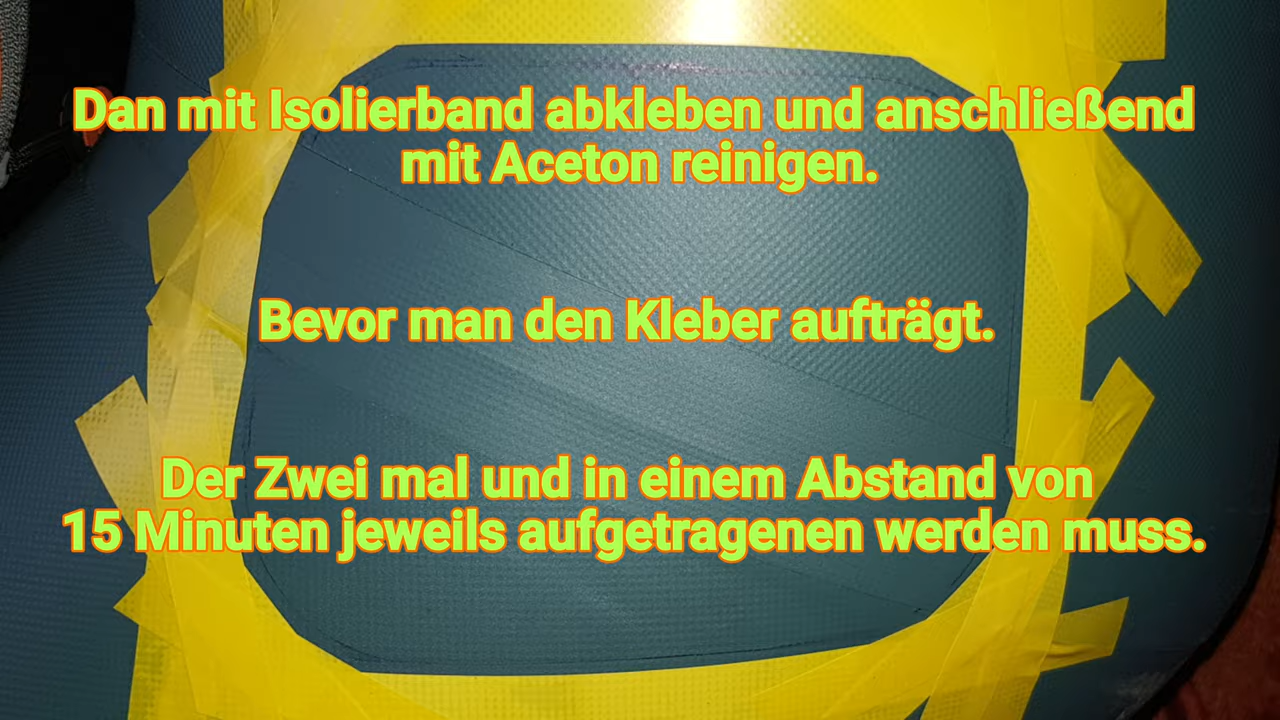 Dan mit Isolierband abkleben und anschließend
mit Aceton reinigen.
Bevor man den Kleber aufträgt.
Der Zwei mal und in einem Abstand von
15 Minuten jeweils aufgetragenen werden muss.